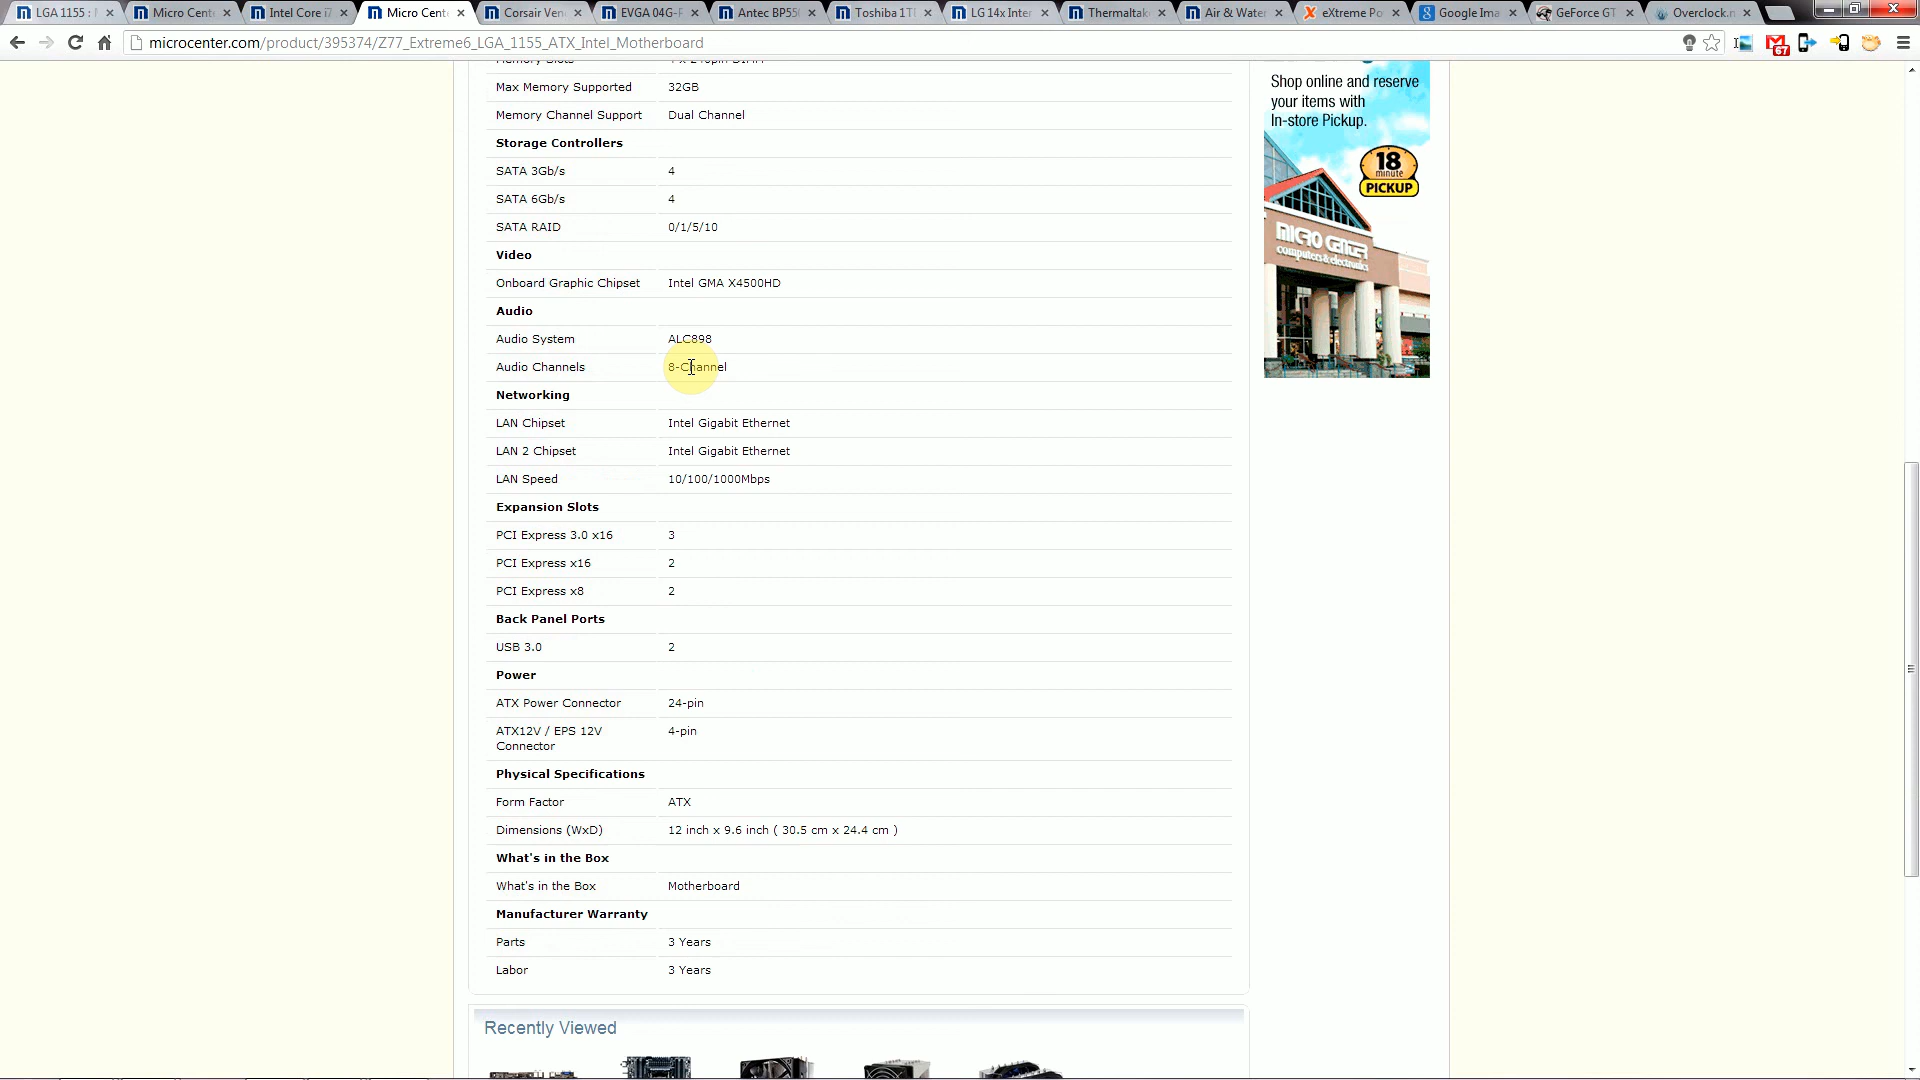 LGA 1155 :
Micro Cente
Intel Core i7
Micro Cente
Corsair Ven
EVGA 04G-P
Antec BP55
Toshiba 1T
LG 14x Inter
Thermaltak
Air & Water
eXtreme Po
Google Ima
GeForce GT
Overclock.n
microcenter.com/product/395374/Z77_Extreme6_LGA_1155_ATX_Intel_Motherboard
67
Max Memory Supported 32GB
Memory Channel Support Dual Channel
Storage Controllers
SATA 3Gb/s 4
SATA 6Gb/s 4
SATA RAID 0/1/5/10
Video
Onboard Graphic Chipset Intel GMA X4500HD
Audio
Audio System ALC898
Audio Channels 8-Channel
Networking
LAN Chipset Intel Gigabit Ethernet
LAN 2 Chipset Intel Gigabit Ethernet
LAN Speed 10/100/1000Mbps
Expansion Slots
PCI Express 3.0 x16 3
PCI Express x16 2
PCI Express x8 2
Back Panel Ports
USB 3.0 2
Power
ATX Power Connector 24-pin
ATX12V / EPS 12V 4-pin
Connector
Physical Specifications
Form Factor ATX
Dimensions (WxD) 12 inch x 9.6 inch ( 30.5 cm x 24.4 cm )
What's in the Box
What's in the Box Motherboard
Manufacturer Warranty
Parts 3 Years
Labor 3 Years
Recently Viewed
Shop online and reserve
your items with
In-store Pickup.
18
minute
PICKUP
MICRO CENTER
computers & electronics